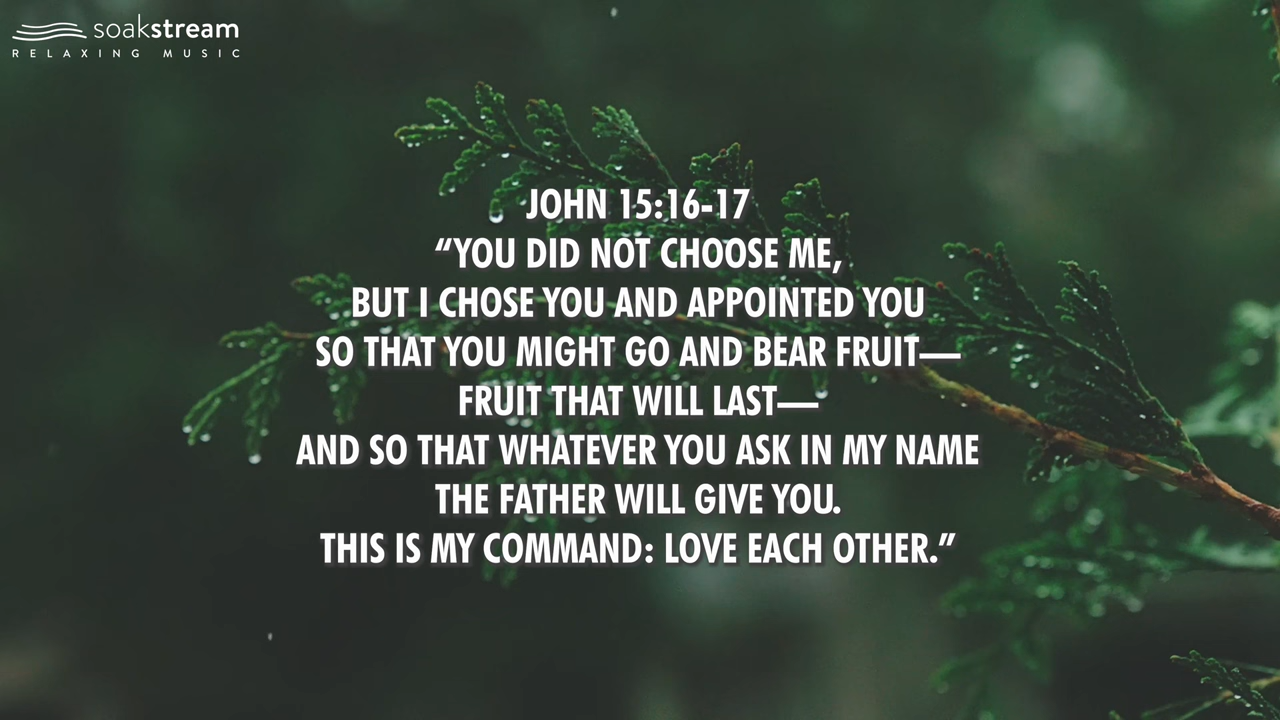 soakstream
RELAXING MUSIC
JOHN 15:16-17
“YOU DID NOT CHOOSE ME,
BUT I CHOSE YOU AND APPOINTED YOU
SO THAT YOU MIGHT GO AND BEAR FRUIT—
FRUIT THAT WILL LAST—
AND SO THAT WHATEVER YOU ASK IN MY NAME
THE FATHER WILL GIVE YOU.
THIS IS MY COMMAND: LOVE EACH OTHER.”